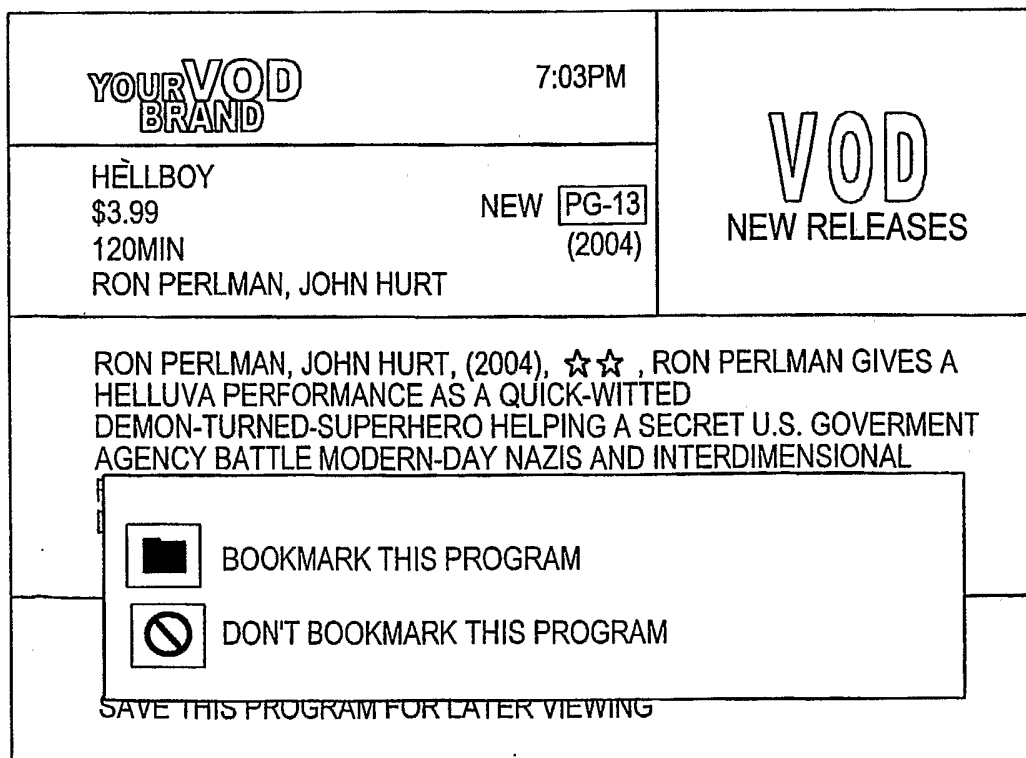 YOUR VOD
BRAND
7:03PM
VOD
NEW RELEASES
HELLBOY
$3.99
NEW PG-13
120MIN
(2004)
RON PERLMAN, JOHN HURT
RON PERLMAN, JOHN HURT, (2004), ☆☆ , RON PERLMAN GIVES A
HELLUVA PERFORMANCE AS A QUICK-WITTED
DEMON-TURNED-SUPERHERO HELPING A SECRET U.S. GOVERMENT
AGENCY BATTLE MODERN-DAY NAZIS AND INTERDIMENSIONAL
BOOKMARK THIS PROGRAM
DON'T BOOKMARK THIS PROGRAM
SAVE THIS PROGRAM FOR LATER VIEWING